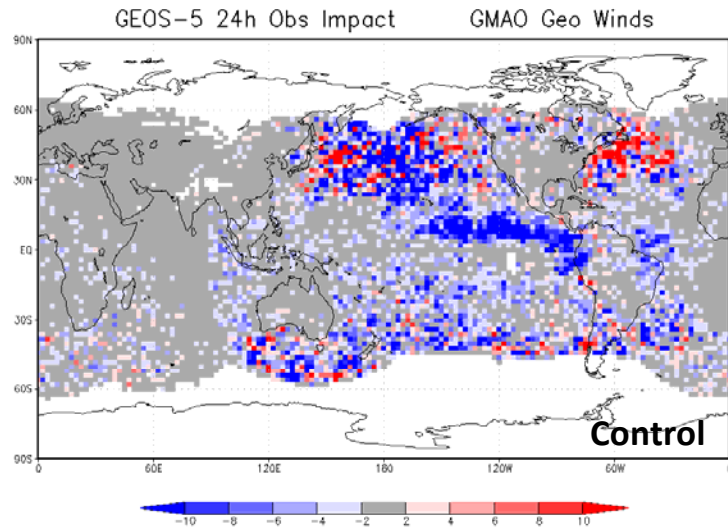 GEOS-5 24h Obs Impact GMAO Geo Winds
90N
60N
30N
EQ
30S
60S
90S
Control
0 60E 120E 180 120W 60W 0
-10 -8 -6 -4 -2 2 4 6 8 10